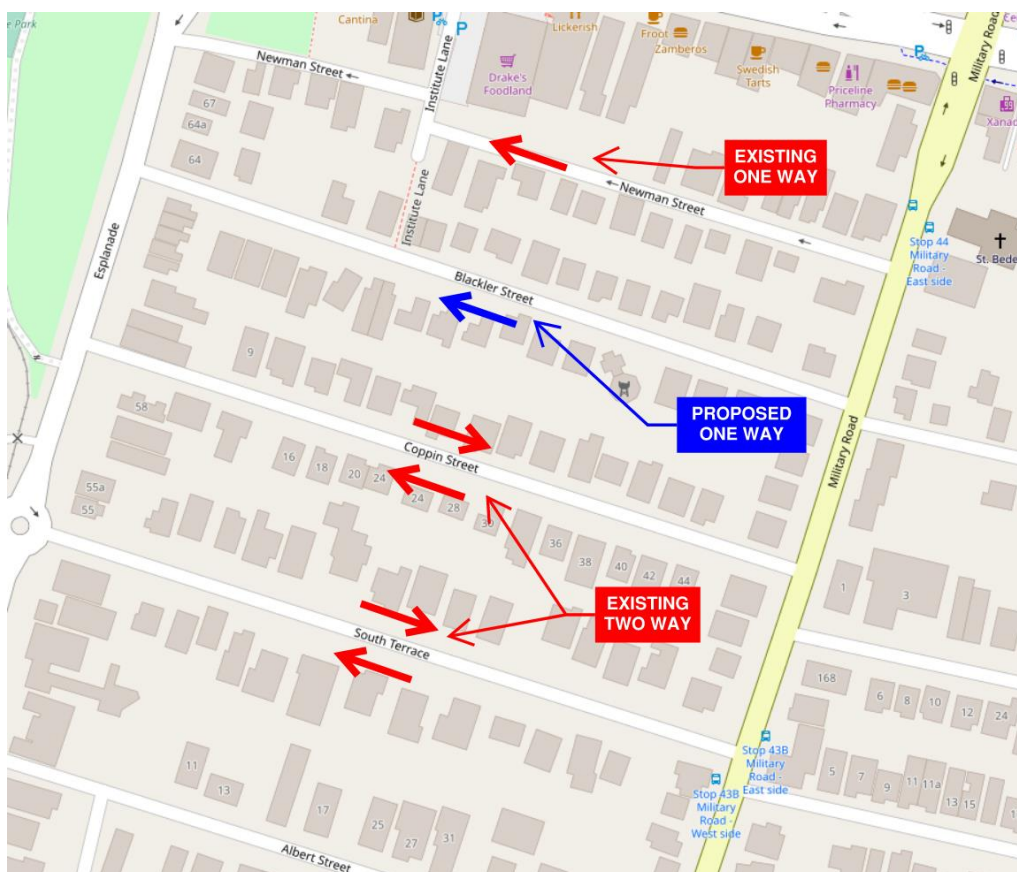 Park
Cantina
P
P
Lickerish
Froot
Zamberos
Swedish
Tarts
P
Military Road
Newman Street
Institute Lane
Drake's
Foodland
Priceline
Pharmacy
67
64a
64
EXISTING
ONE WAY
Newman Street
Institute Lane
Stop 44
Military
Road -
East side
Esplanade
Blackler Street
9
PROPOSED
ONE WAY
58
Coppin Street
Military Road
16
18
20
24
24
28
30
55a
55
36
38
40
42
44
1
3
EXISTING
TWO WAY
South Terrace
168
6
8
10
12
24
Stop 43B
Military
Road -
East side
Stop 43B
Military
Road -
West side
5
7
9
11
11a
13
15
11
13
17
25
27
31
Albert Street